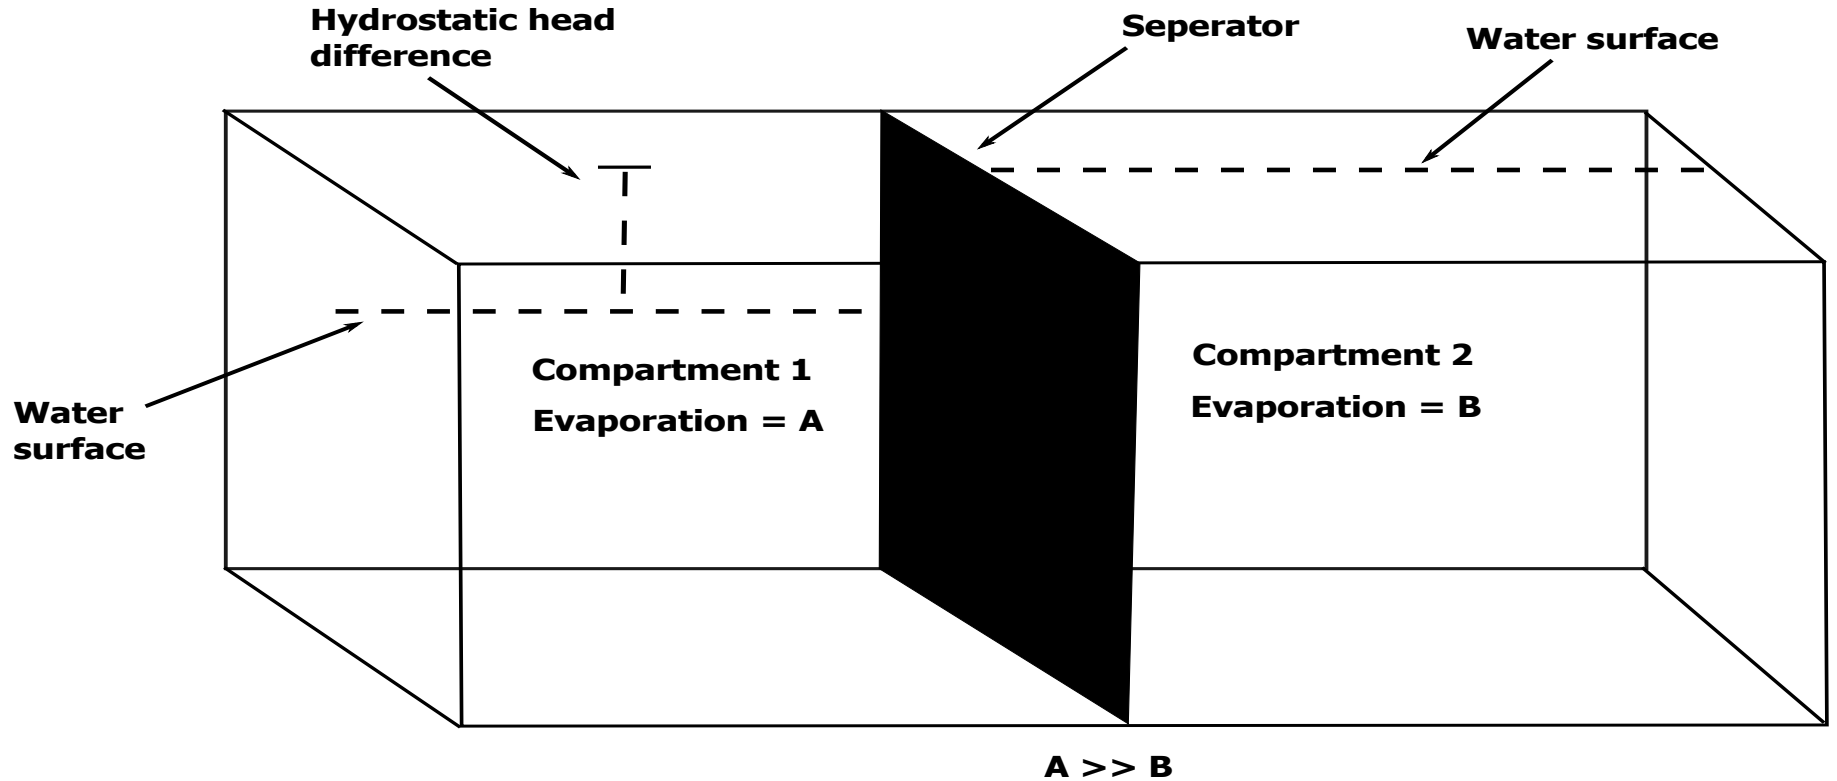 Hydrostatic head
difference
Seperator
Water surface
Compartment 1
Evaporation = A
Compartment 2
Evaporation = B
Water
surface
A >> B